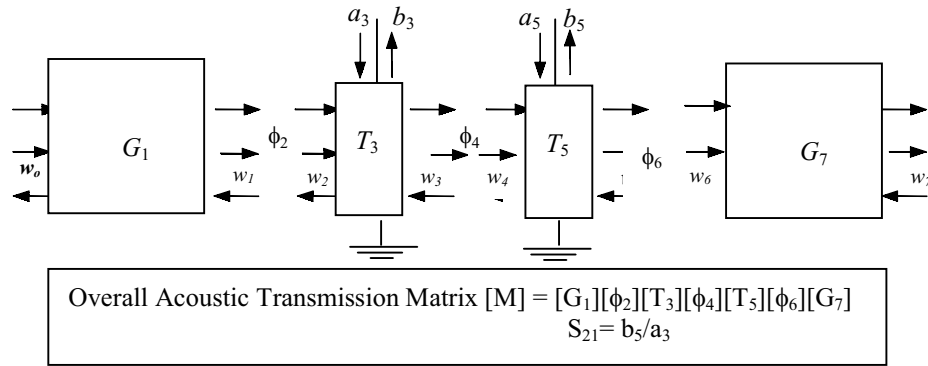 a₃ b₃ a₅ b₅
G₁ ϕ₂ T₃ ϕ₄ T₅ ϕ₆ G₇
wₒ w₁ w₂ w₃ w₄ w₆
Overall Acoustic Transmission Matrix [M] = [G₁][ϕ₂][T₃][ϕ₄][T₅][ϕ₆][G₇]
S₂₁= b₅/a₃